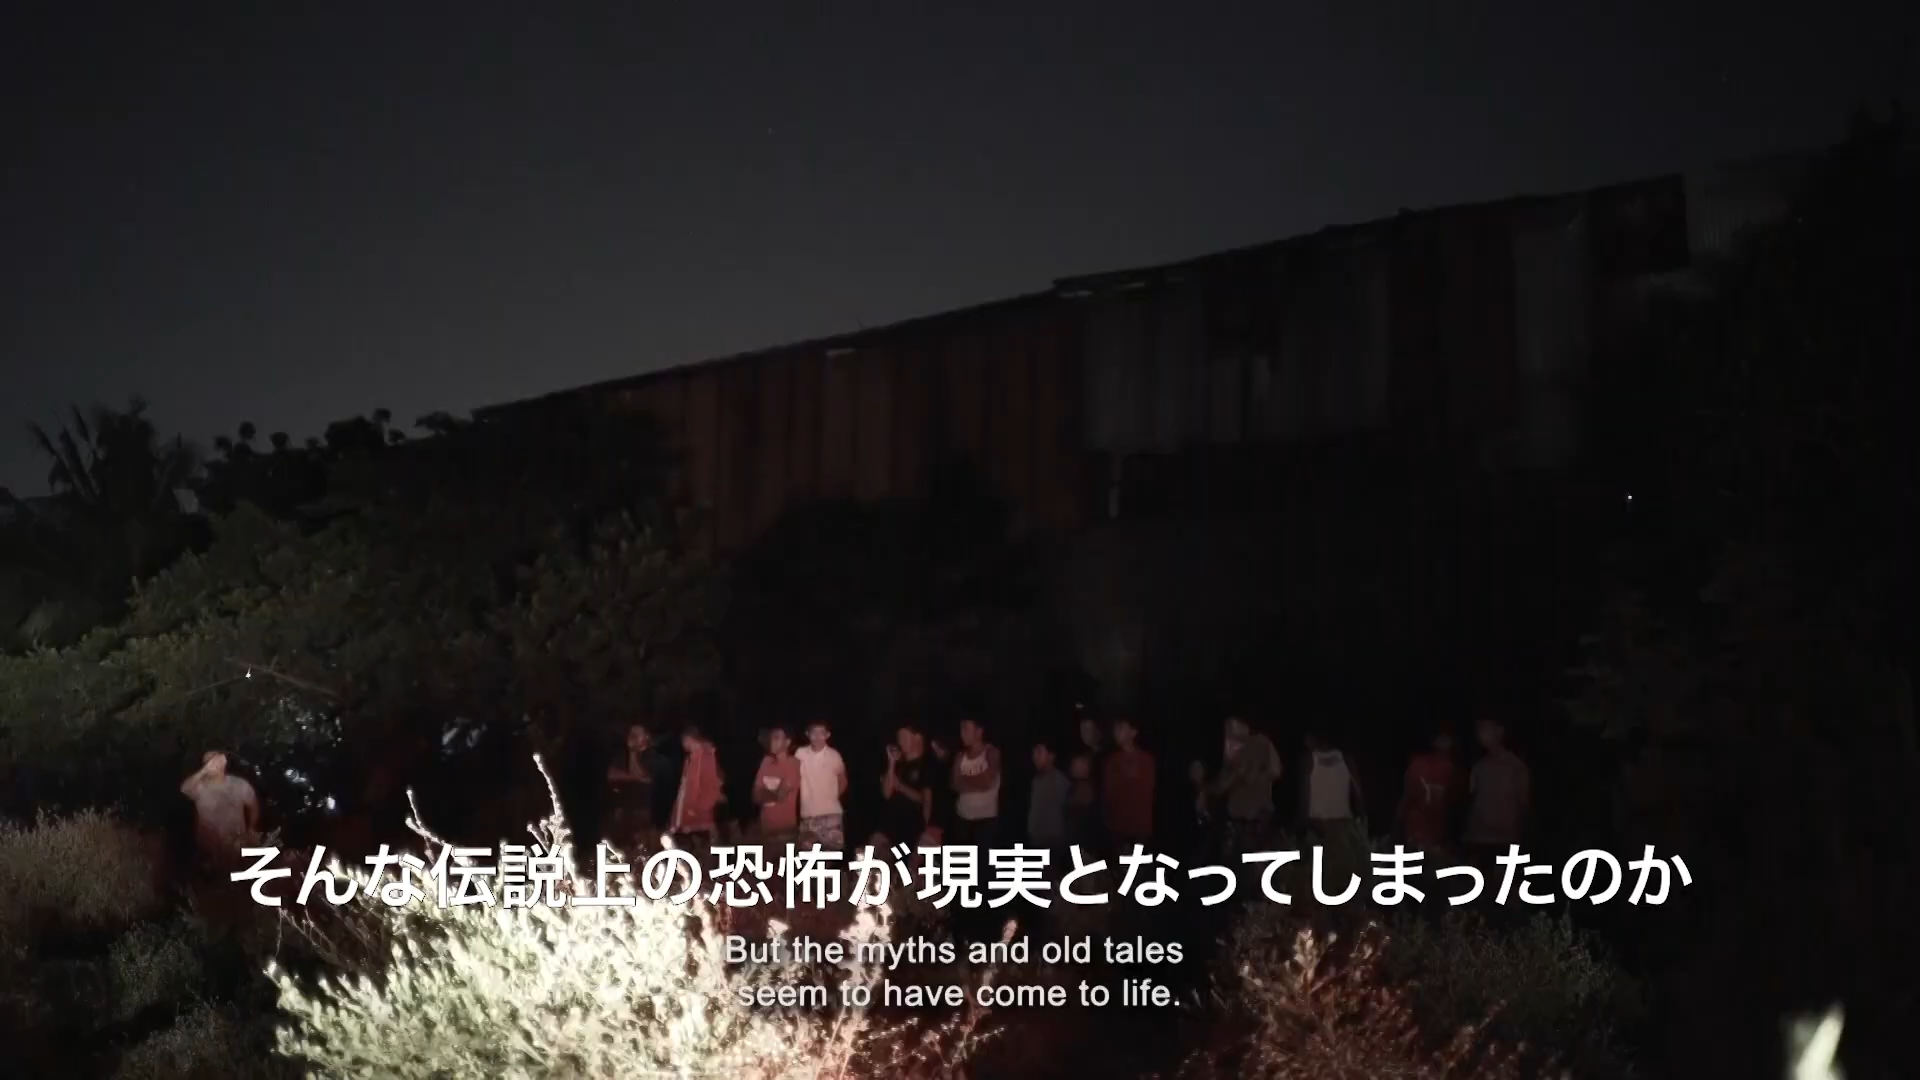 そんな伝説上の恐怖が現実となってしまったのか
But the myths and old tales
seem to have come to life.